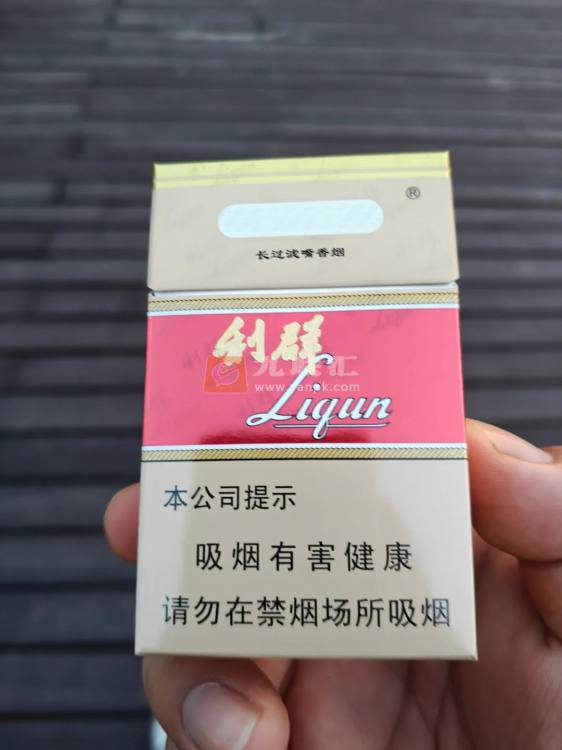 ®
长过滤嘴香烟
利群
Liqun
本公司提示
吸烟有害健康
请勿在禁烟场所吸烟